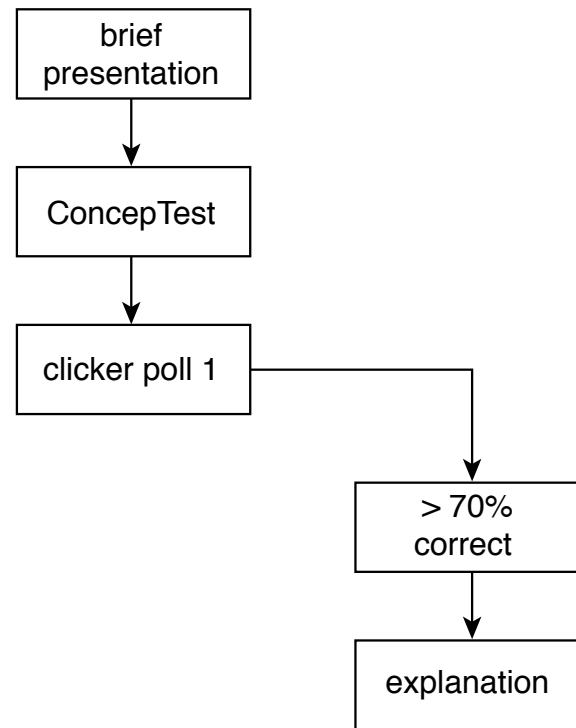 brief
presentation
ConcepTest
clicker poll 1
> 70%
correct
explanation